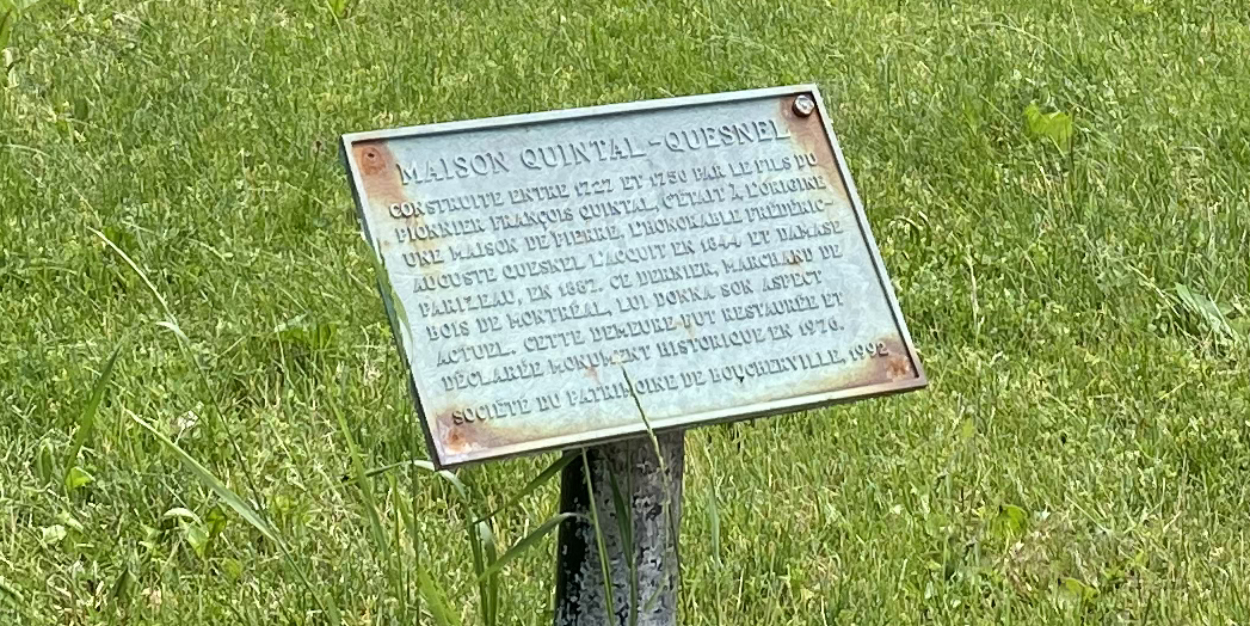 MAISON QUINTAL-QUESNEL
CONSTRUITE ENTRE 1727 ET 1750 PAR LE FILS DU
PIONNIER FRANÇOIS QUINTAL, C'ÉTAIT À L'ORIGINE
UNE MAISON DE PIERRE. L'HONORABLE FRÉDÉRIC-
AUGUSTE QUESNEL L'ACQUIT EN 1844 ET DAMASE
PARIZEAU, EN 1887. CE DERNIER, MARCHAND DE
BOIS DE MONTRÉAL, LUI DONNA SON ASPECT
ACTUEL. CETTE DEMEURE FUT RESTAURÉE ET
DÉCLARÉE MONUMENT HISTORIQUE EN 1976.
SOCIÉTÉ DU PATRIMOINE DE BOUCHERVILLE, 1992